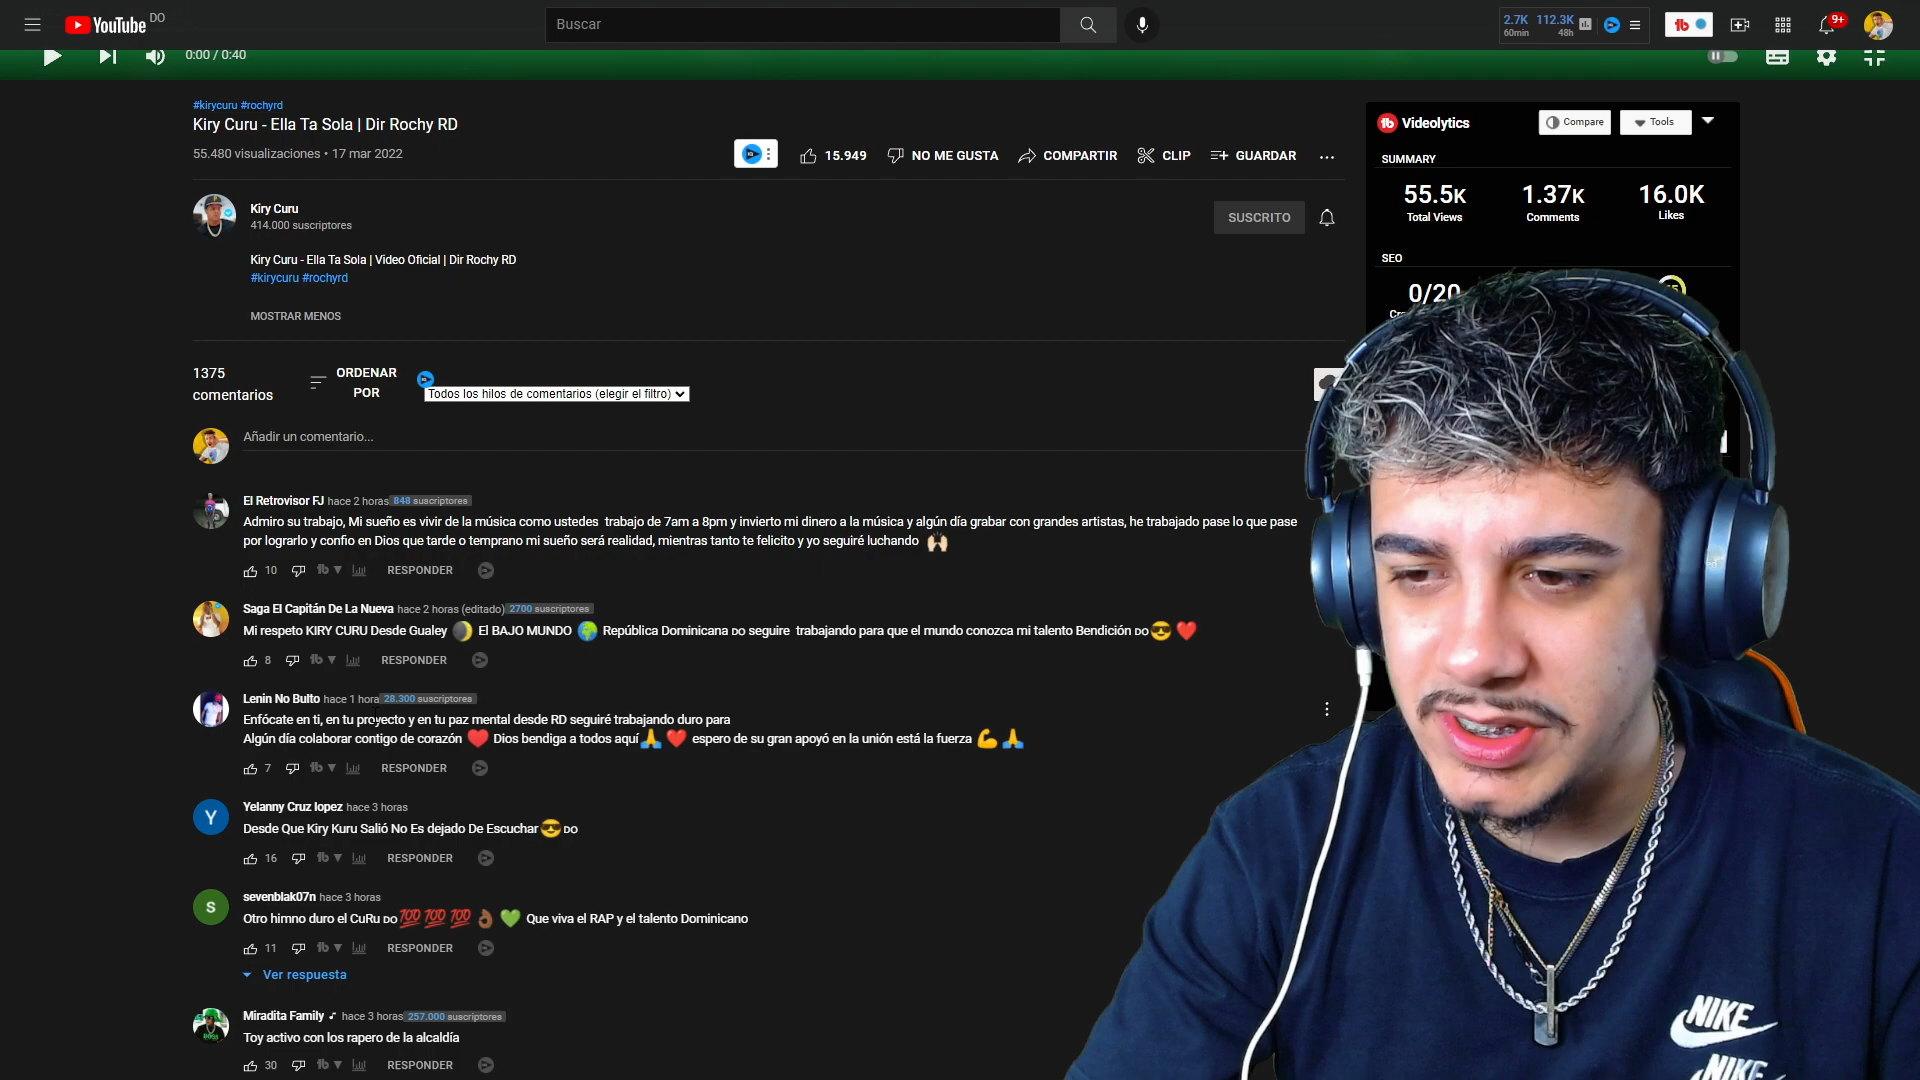 YouTube DO
Buscar
2.7K 112.3K
60min 48h
9+
0:00 / 0:40
#kirycuru #rochyrd
Kiry Curu - Ella Ta Sola | Dir Rochy RD
55.480 visualizaciones • 17 mar 2022
15.949 NO ME GUSTA COMPARTIR CLIP GUARDAR
Kiry Curu
414.000 suscriptores
SUSCRITO
Kiry Curu - Ella Ta Sola | Video Oficial | Dir Rochy RD
#kirycuru #rochyrd
MOSTRAR MENOS
Videolytics Compare Tools
SUMMARY
55.5K 1.37K 16.0K
Total Views Comments Likes
SEO
0/20
1375 comentarios
ORDENAR POR
Todos los hilos de comentarios (elegir el filtro)
Añadir un comentario...
El Retrovisor FJ hace 2 horas 848 suscriptores
Admiro su trabajo, Mi sueño es vivir de la música como ustedes trabajo de 7am a 8pm y invierto mi dinero a la música y algún día grabar con grandes artistas, he trabajado pase lo que pase
por lograrlo y confio en Dios que tarde o temprano mi sueño será realidad, mientras tanto te felicito y yo seguiré luchando 🙌🏻
10 RESPONDER
Saga El Capitán De La Nueva hace 2 horas (editado) 2700 suscriptores
Mi respeto KIRY CURU Desde Gualey 🌒 El BAJO MUNDO 🌍 República Dominicana DO seguire trabajando para que el mundo conozca mi talento Bendición DO😎 ❤️
8 RESPONDER
Lenin No Bulto hace 1 hora 28.300 suscriptores
Enfócate en ti, en tu proyecto y en tu paz mental desde RD seguiré trabajando duro para
Algún día colaborar contigo de corazón ❤️ Dios bendiga a todos aquí🙏 ❤️ espero de su gran apoyó en la unión está la fuerza 💪 🙏
7 RESPONDER
Y
Yelanny Cruz lopez hace 3 horas
Desde Que Kiry Kuru Salió No Es dejado De Escuchar😎 DO
16 RESPONDER
S
sevenblak07n hace 3 horas
Otro himno duro el CuRu DO💯 💯 💯 👌🏾 💚 Que viva el RAP y el talento Dominicano
11 RESPONDER
Ver respuesta
Miradita Family hace 3 horas 257.000 suscriptores
Toy activo con los rapero de la alcaldía
30 RESPONDER
NIKE
NIKE